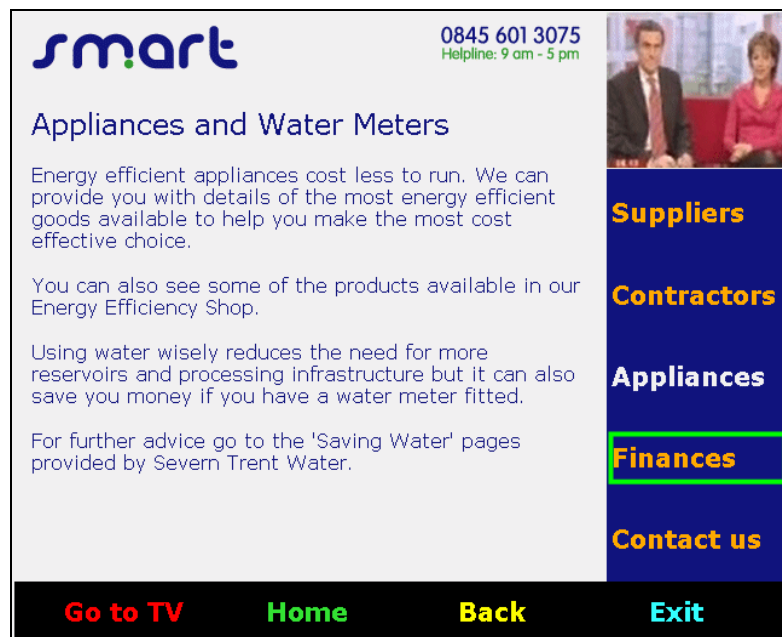 smart
0845 601 3075
Helpline: 9 am - 5 pm
Appliances and Water Meters
Energy efficient appliances cost less to run. We can
provide you with details of the most energy efficient
goods available to help you make the most cost
effective choice.
You can also see some of the products available in our
Energy Efficiency Shop.
Using water wisely reduces the need for more
reservoirs and processing infrastructure but it can also
save you money if you have a water meter fitted.
For further advice go to the 'Saving Water' pages
provided by Severn Trent Water.
Suppliers
Contractors
Appliances
Finances
Contact us
Go to TV Home Back Exit